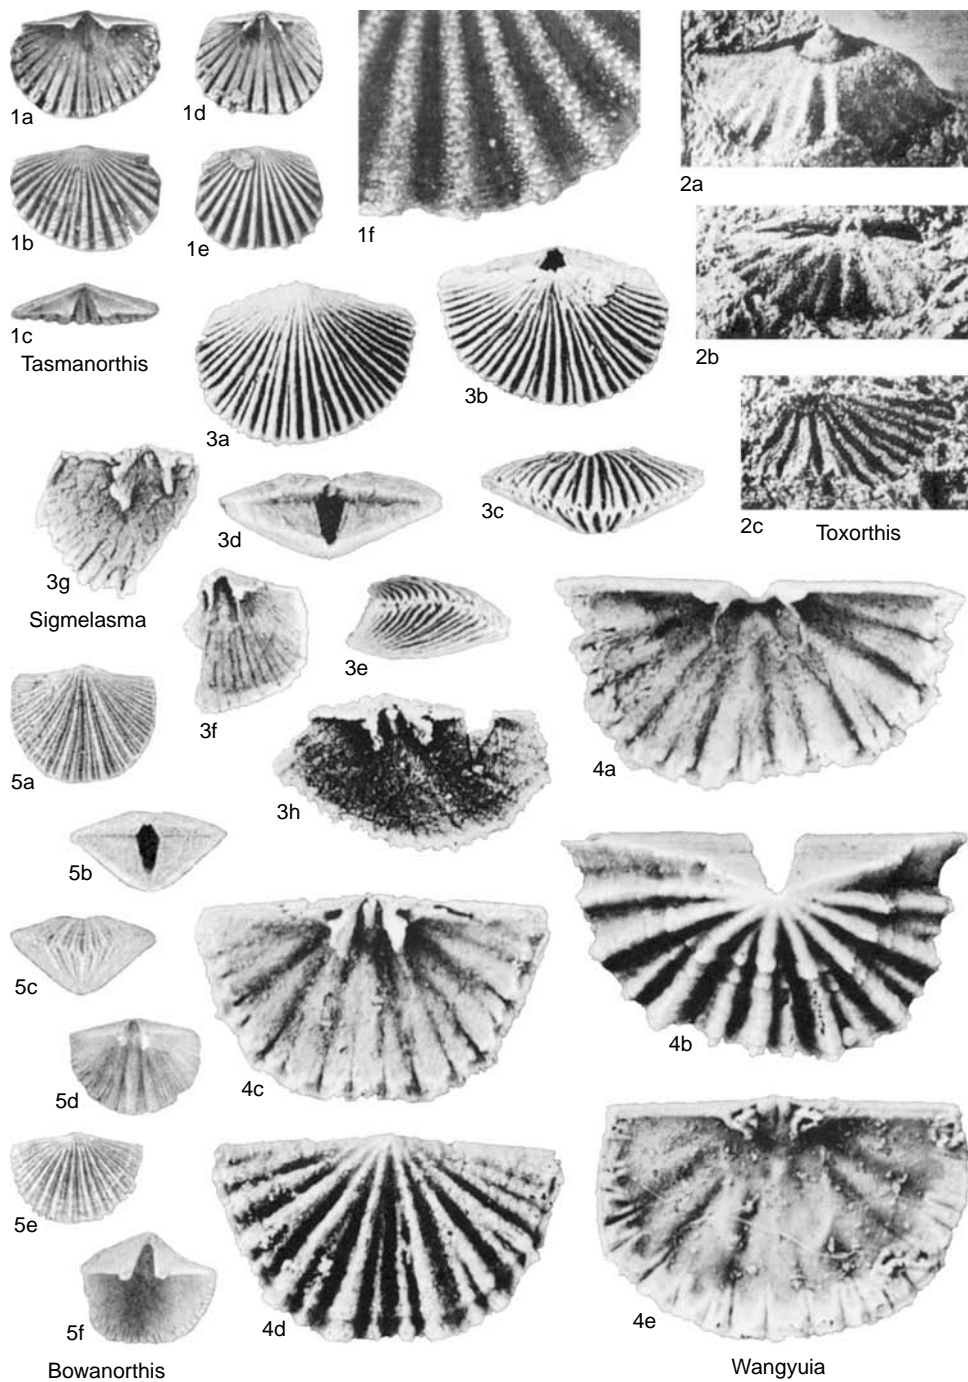 1a
1d
1f
2a
1b
1e
2b
1c
Tasmanorthis
3a
3b
2c
Toxorthis
3g
Sigmelasma
3d
3c
3f
3e
4a
5a
3h
5b
5c
4c
4b
5d
5e
5f
4d
4e
Bowanorthis
Wangyuia